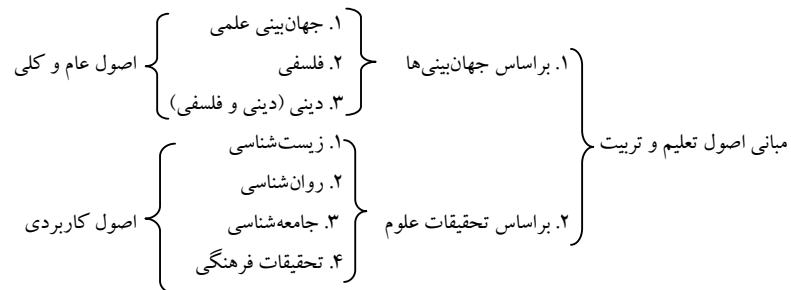 مبانی اصول تعلیم و تربیت
۱. براساس جهان‌بینی‌ها
۱. جهان‌بینی علمی
۲. فلسفی
۳. دینی (دینی و فلسفی)
اصول عام و کلی
۲. براساس تحقیقات علوم
۱. زیست‌شناسی
۲. روان‌شناسی
۳. جامعه‌شناسی
۴. تحقیقات فرهنگی
اصول کاربردی